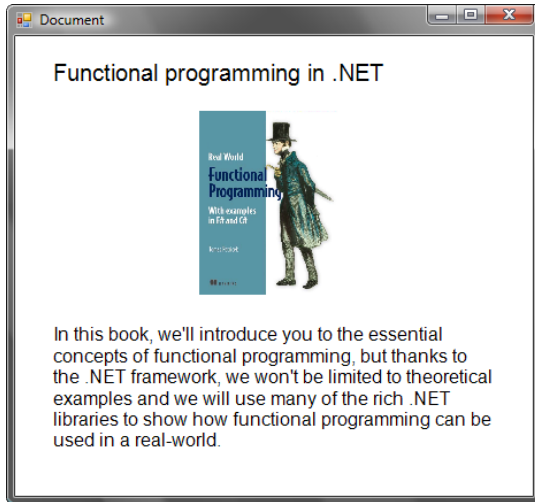 Document
Functional programming in .NET
Real World
Functional
Programming
With examples
in F# and C#
In this book, we'll introduce you to the essential
concepts of functional programming, but thanks to
the .NET framework, we won't be limited to theoretical
examples and we will use many of the rich .NET
libraries to show how functional programming can be
used in a real-world.